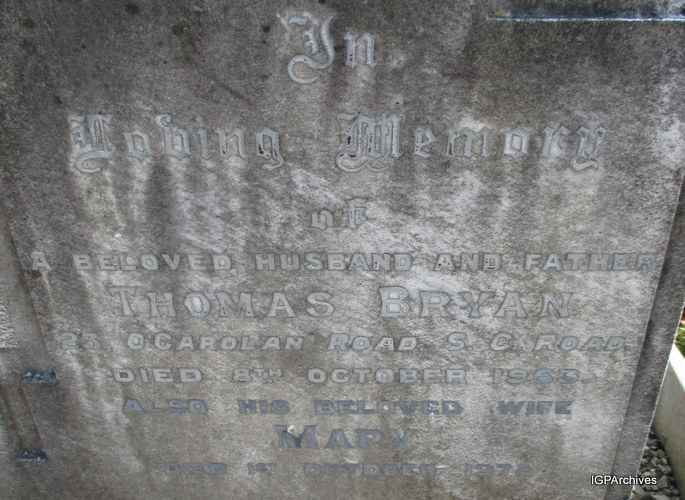 In
Loving Memory
of
A BELOVED HUSBAND AND FATHER
THOMAS BRYAN
23, O'CAROLAN ROAD S. C. ROAD
DIED 8TH OCTOBER 1963.
ALSO HIS BELOVED WIFE
MARY
DIED 1ST OCTOBER
IGPArchives